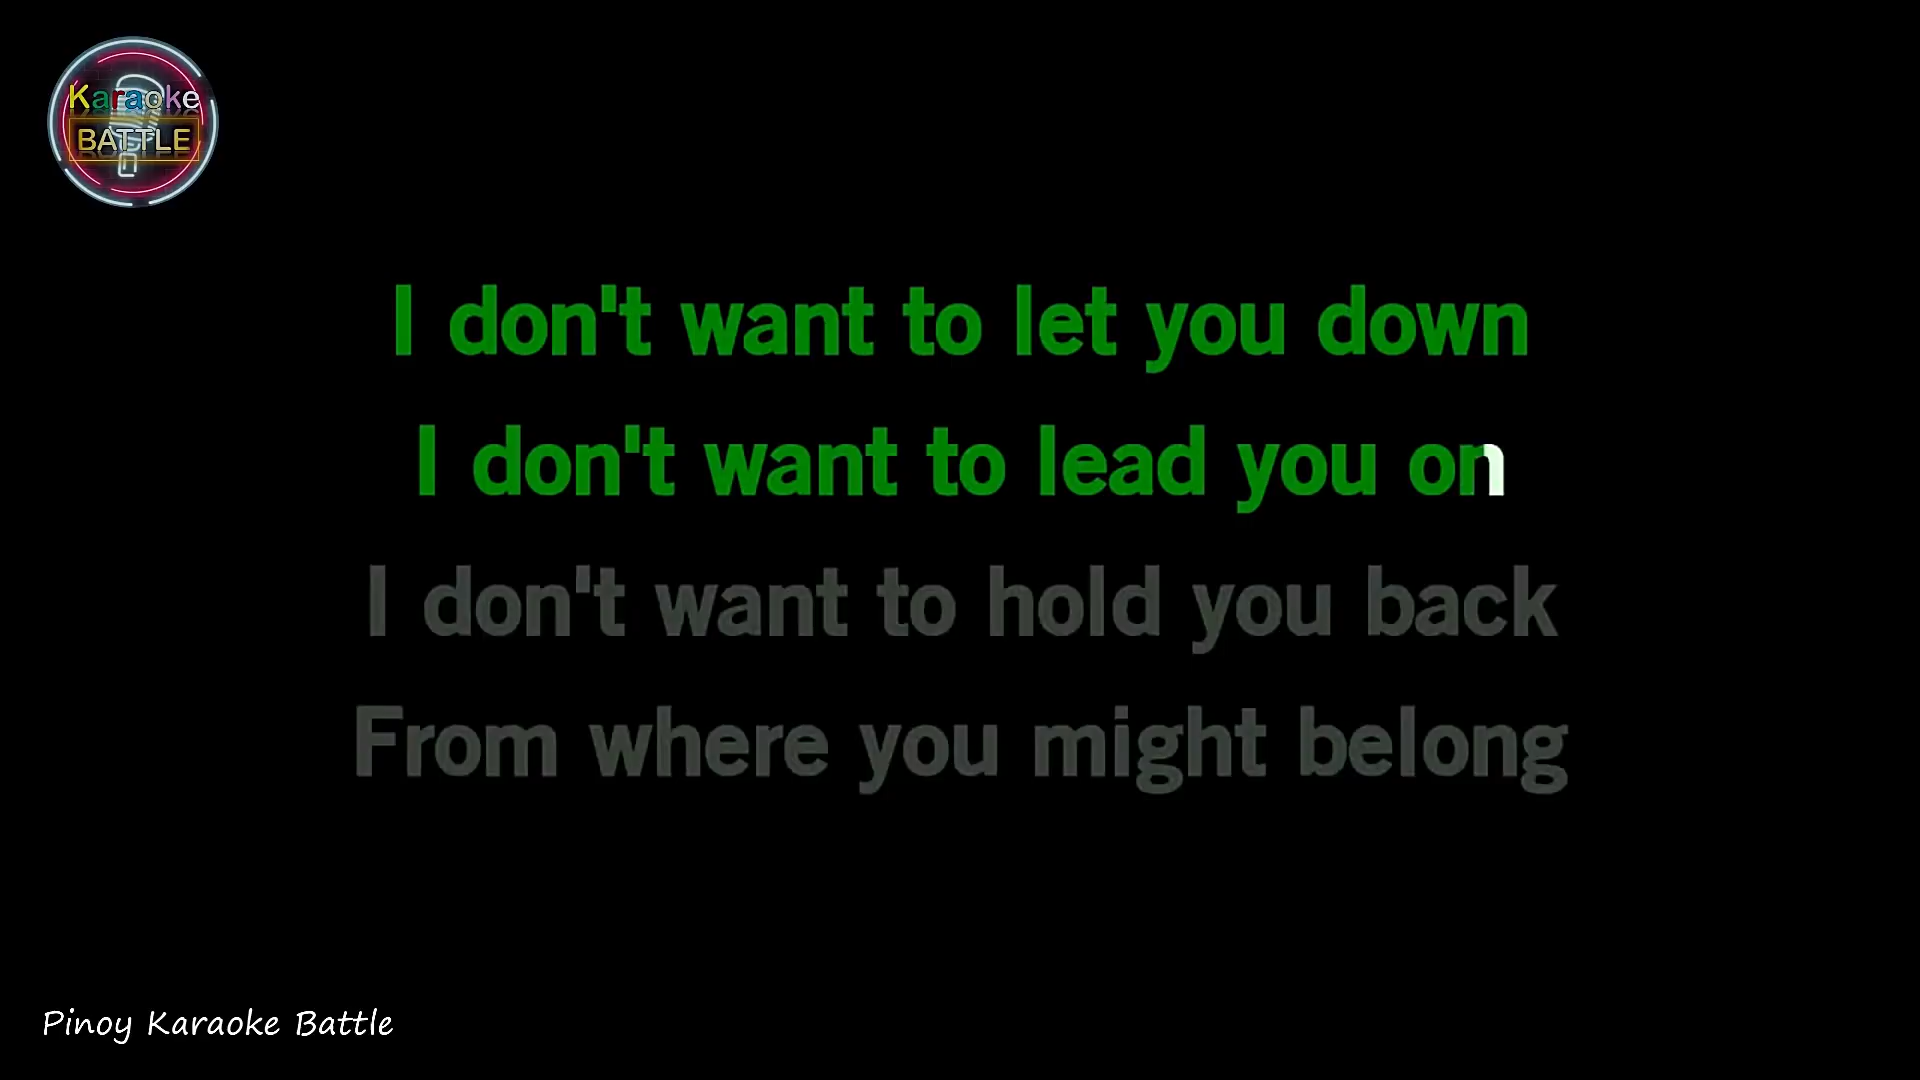 Karaoke
BATTLE
I don't want to let you down
I don't want to lead you on
I don't want to hold you back
From where you might belong
Pinoy Karaoke Battle